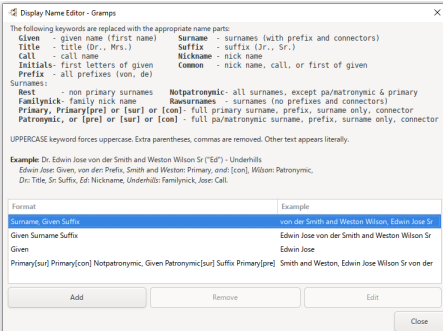 Display Name Editor - Gramps
The following keywords are replaced with the appropriate name parts:
Given - given name (first name) Surname - surnames (with prefix and connectors)
Title - title (Dr., Mrs.) Suffix - suffix (Jr., Sr.)
Call - call name Nickname - nick name
Initials- first letters of given Common - nick name, call, or first of given
Prefix - all prefixes (von, de)
Surnames:
Rest - non primary surnames Notpatronymic- all surnames, except pa/matronymic & primary
Familynick- family nick name Rawsurnames - surnames (no prefixes and connectors)
Primary, Primary[pre] or [sur] or [con]- full primary surname, prefix, surname only, connector
Patronymic, or [pre] or [sur] or [con] - full pa/matronymic surname, prefix, surname only, connector
UPPERCASE keyword forces uppercase. Extra parentheses, commas are removed. Other text appears literally.
Example: Dr. Edwin Jose von der Smith and Weston Wilson Sr ("Ed") - Underhills
Edwin Jose: Given, von der: Prefix, Smith and Weston: Primary, and: [con], Wilson: Patronymic,
Dr.: Title, Sr: Suffix, Ed: Nickname, Underhills: Familynick, Jose: Call.
Format Example
Surname, Given Suffix von der Smith and Weston Wilson, Edwin Jose Sr
Given Surname Suffix Edwin Jose von der Smith and Weston Wilson Sr
Given Edwin Jose
Primary[sur] Primary[con] Notpatronymic, Given Patronymic[sur] Suffix Primary[pre] Smith and Weston, Edwin Jose Wilson Sr von der
Add Remove Edit
Close